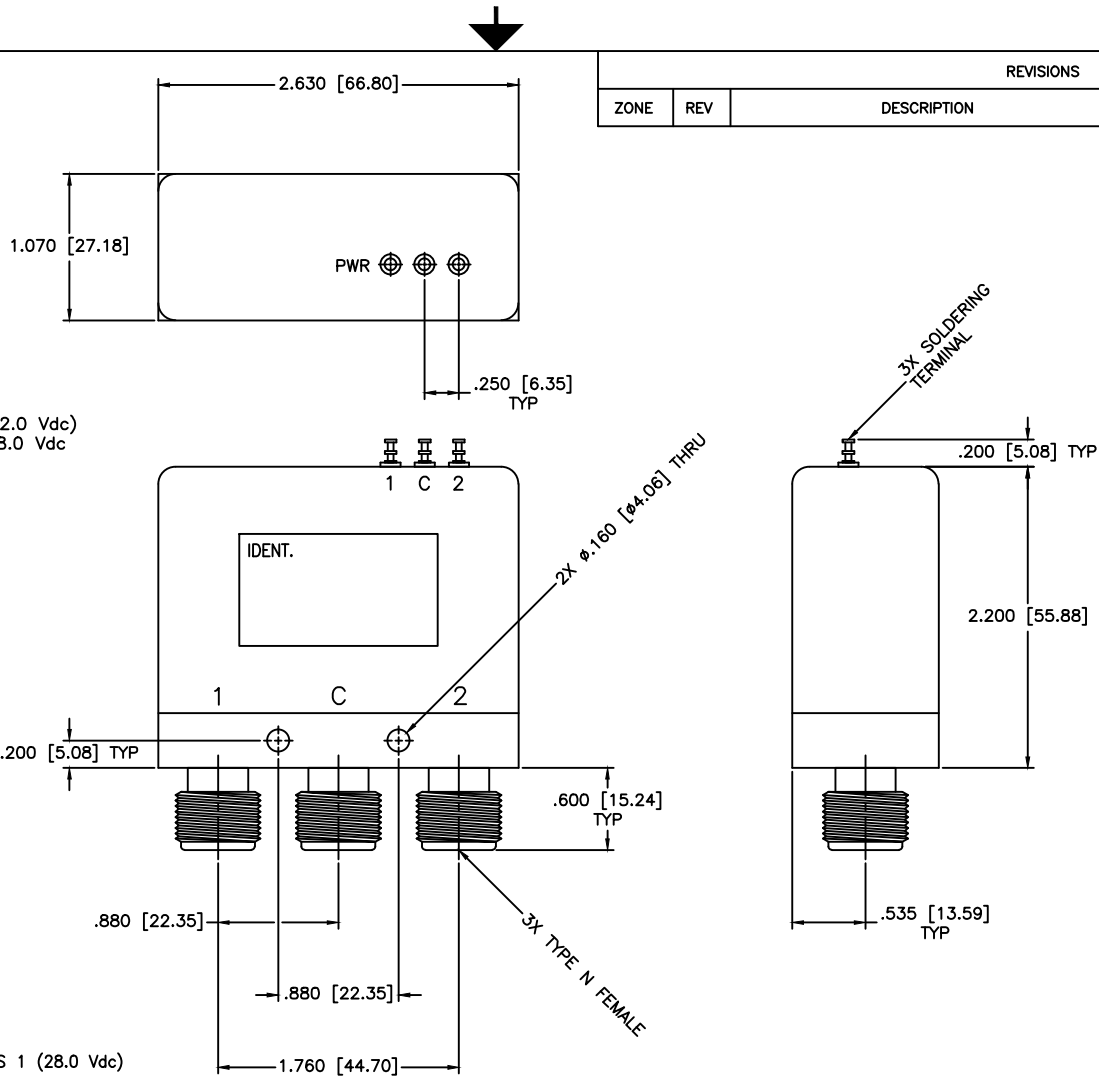 REVISIONS
ZONE REV DESCRIPTION
2.630 [66.80]
1.070 [27.18]
PWR
.250 [6.35]
TYP
2.0 Vdc)
8.0 Vdc
1 C 2
IDENT.
1 C 2
2X ø.160 [ø4.06] THRU
3X SOLDERING
TERMINAL
.200 [5.08] TYP
2.200 [55.88]
.200 [5.08] TYP
.600 [15.24]
TYP
.880 [22.35]
.535 [13.59]
TYP
3X TYPE N FEMALE
.880 [22.35]
S 1 (28.0 Vdc)
1.760 [44.70]